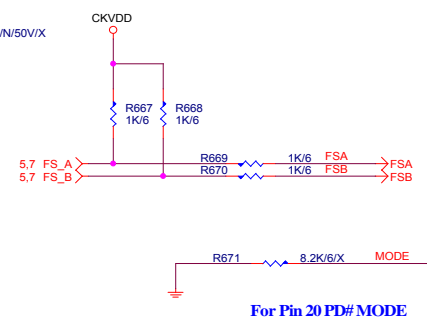 CKVDD
/N/50V/X
R667 R668
1K/6 1K/6
R669 1K/6 FSA
5,7 FS_A FSA
R670 1K/6 FSB
5,7 FS_B FSB
R671 8.2K/6/X MODE
For Pin 20 PD# MODE